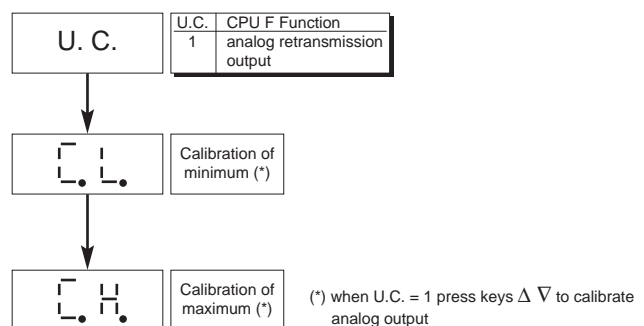 U. C.
U.C. CPU F Function
1 analog retransmission
output
C. L.
Calibration of
minimum (*)
C. H.
Calibration of
maximum (*)
(*) when U.C. = 1 press keys Δ ∇ to calibrate
analog output